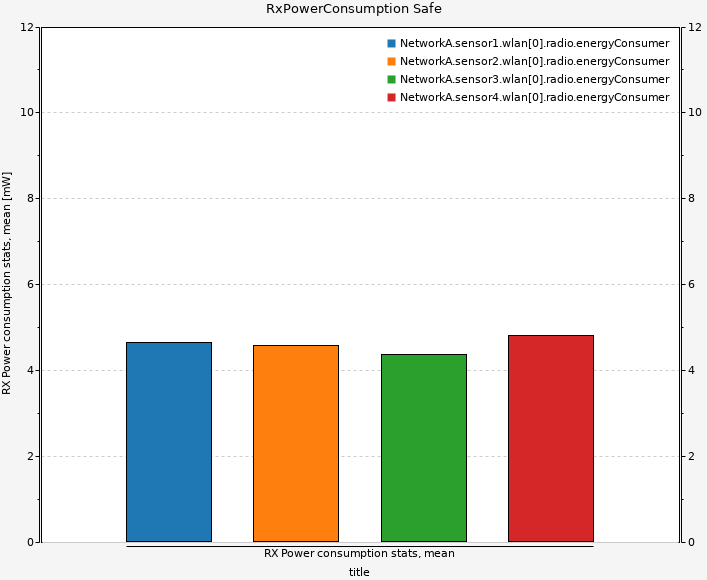 RxPowerConsumption Safe
12
10
8
6
4
2
0
RX Power consumption stats, mean [mW]
NetworkA.sensor1.wlan[0].radio.energyConsumer
NetworkA.sensor2.wlan[0].radio.energyConsumer
NetworkA.sensor3.wlan[0].radio.energyConsumer
NetworkA.sensor4.wlan[0].radio.energyConsumer
12
10
8
6
4
2
0
RX Power consumption stats, mean
title